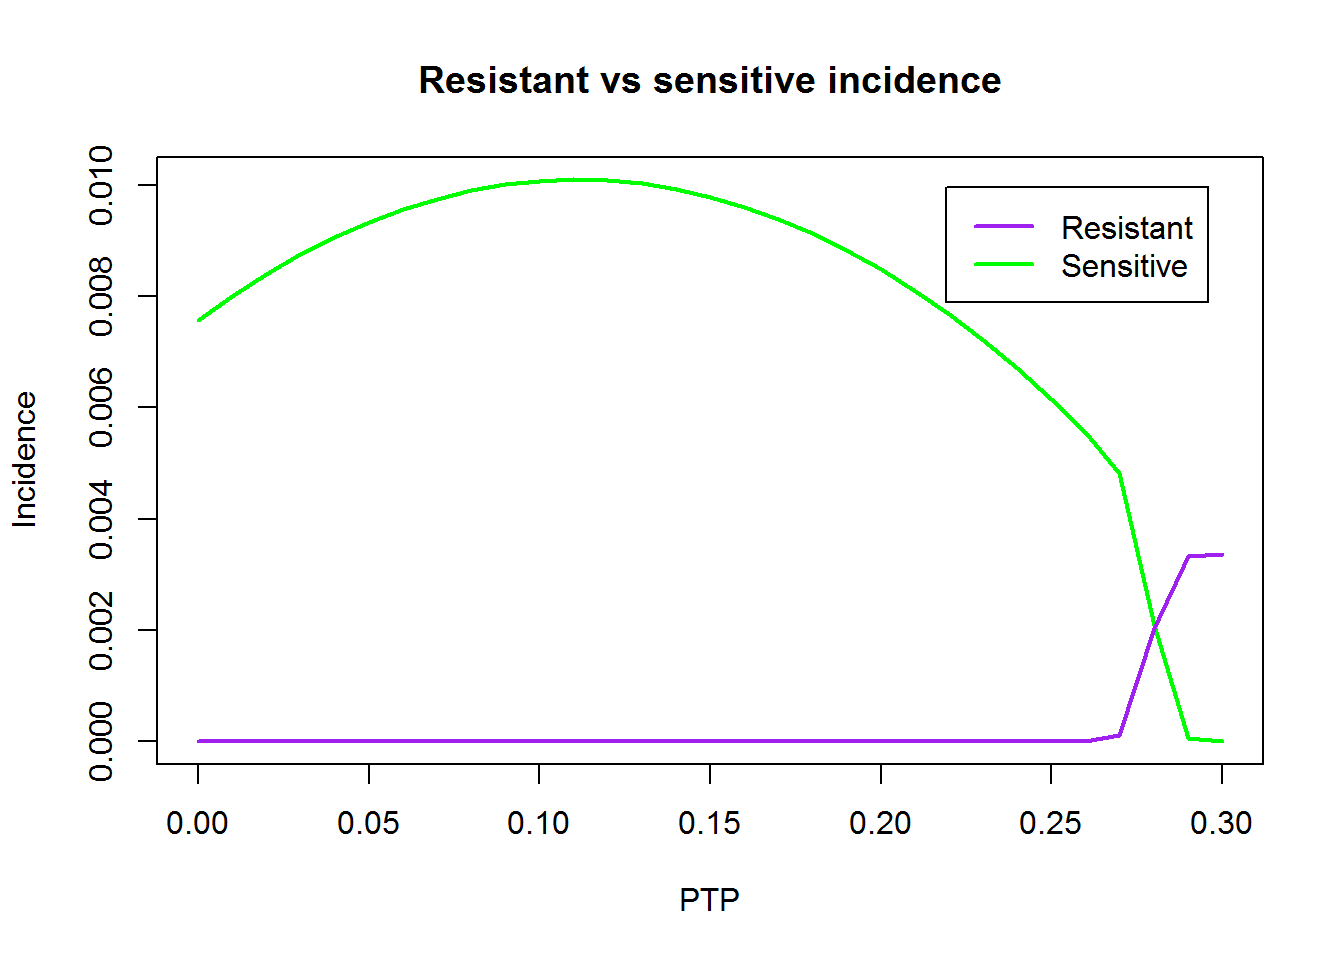 Resistant vs sensitive incidence
0.010
0.008
0.006
0.004
0.002
0.000
Incidence
Resistant
Sensitive
0.00 0.05 0.10 0.15 0.20 0.25 0.30
PTP